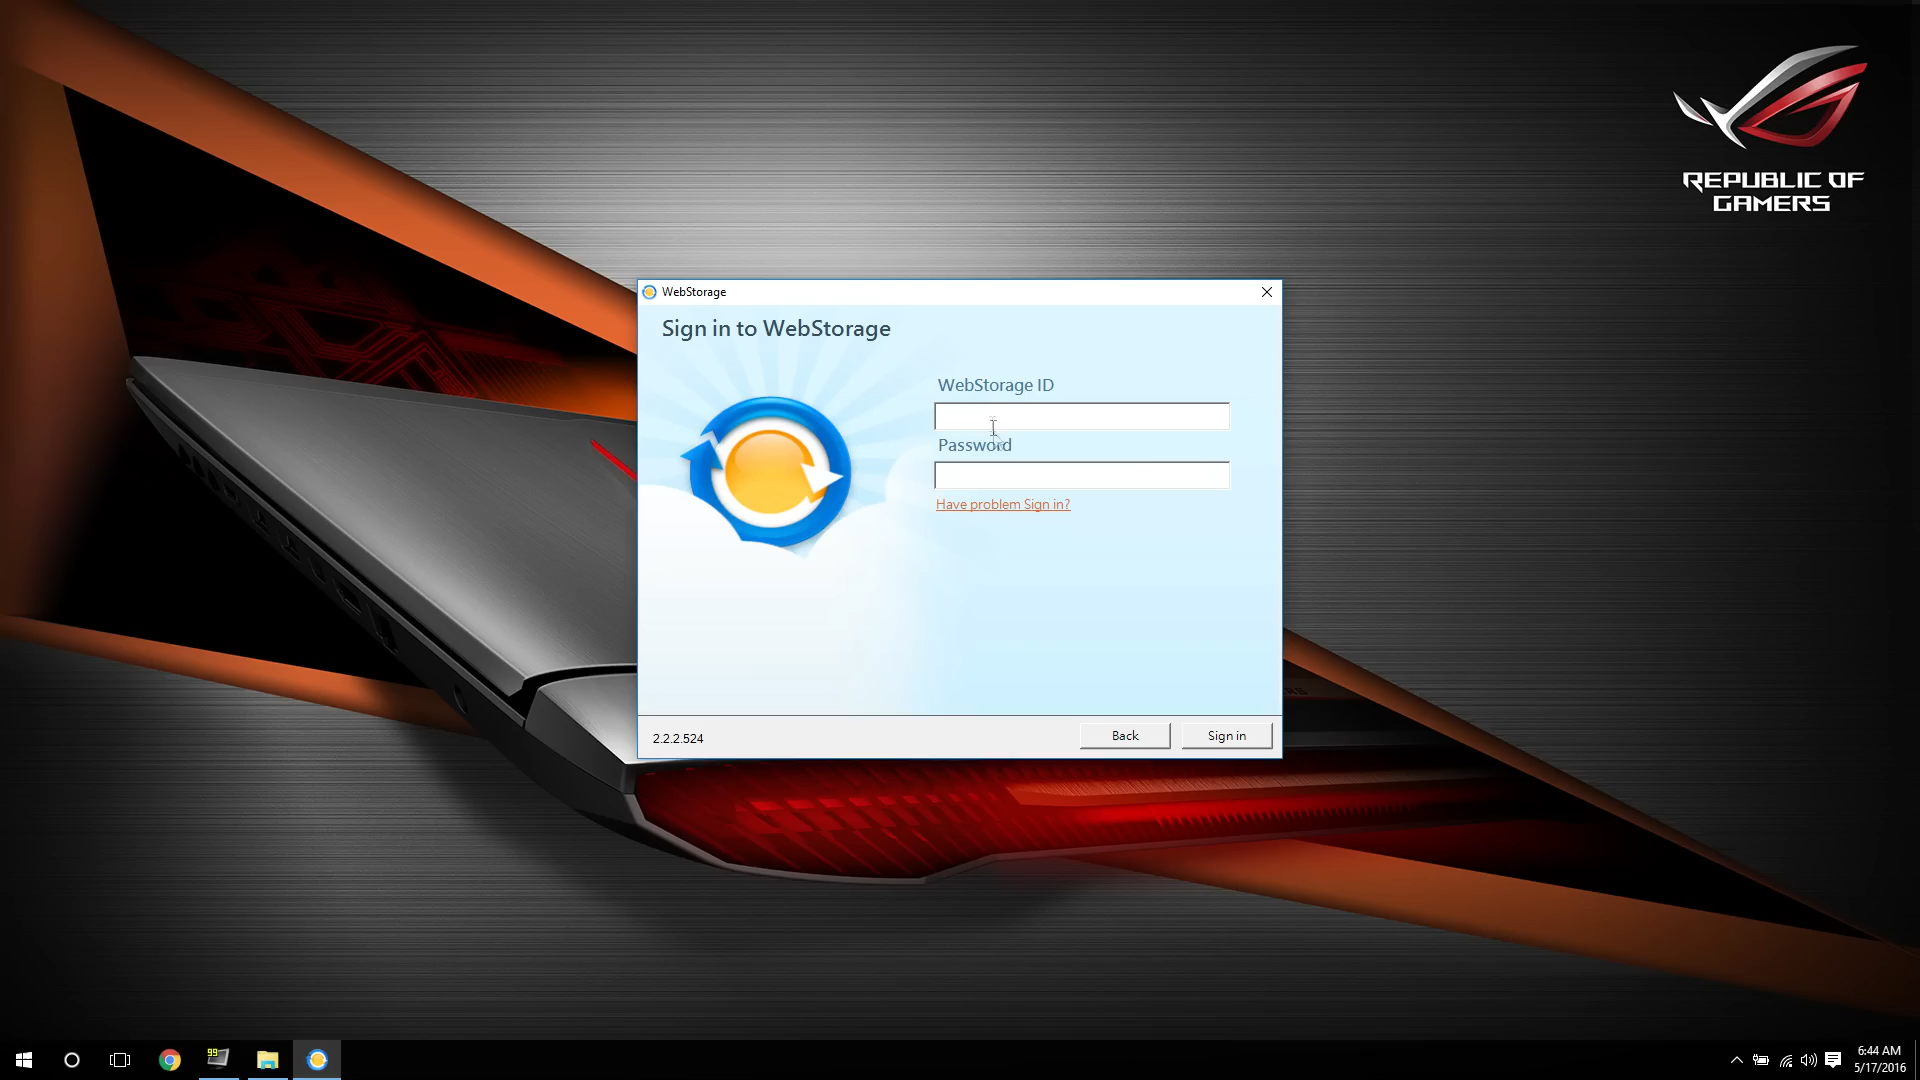 REPUBLIC OF
GAMERS
WebStorage
Sign in to WebStorage
WebStorage ID
Password
Have problem Sign in?
2.2.2.524
Back
Sign in
99
6:44 AM
5/17/2016